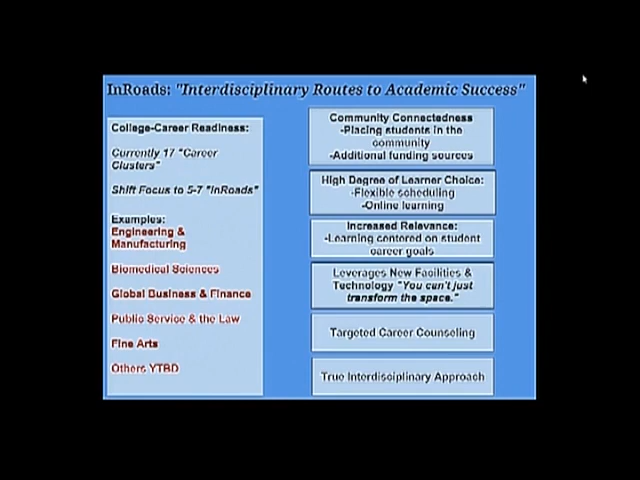 InRoads: "Interdisciplinary Routes to Academic Success"
College-Career Readiness:
Currently 17 "Career
Clusters"
Shift Focus to 5-7 "InRoads"
Examples:
Engineering &
Manufacturing
Biomedical Sciences
Global Business & Finance
Public Service & the Law
Fine Arts
Others YTBD
Community Connectedness
-Placing students in the
community
-Additional funding sources
High Degree of Learner Choice:
-Flexible scheduling
-Online learning
Increased Relevance:
-Learning centered on student
career goals
Leverages New Facilities &
Technology "You can't just
transform the space."
Targeted Career Counseling
True Interdisciplinary Approach